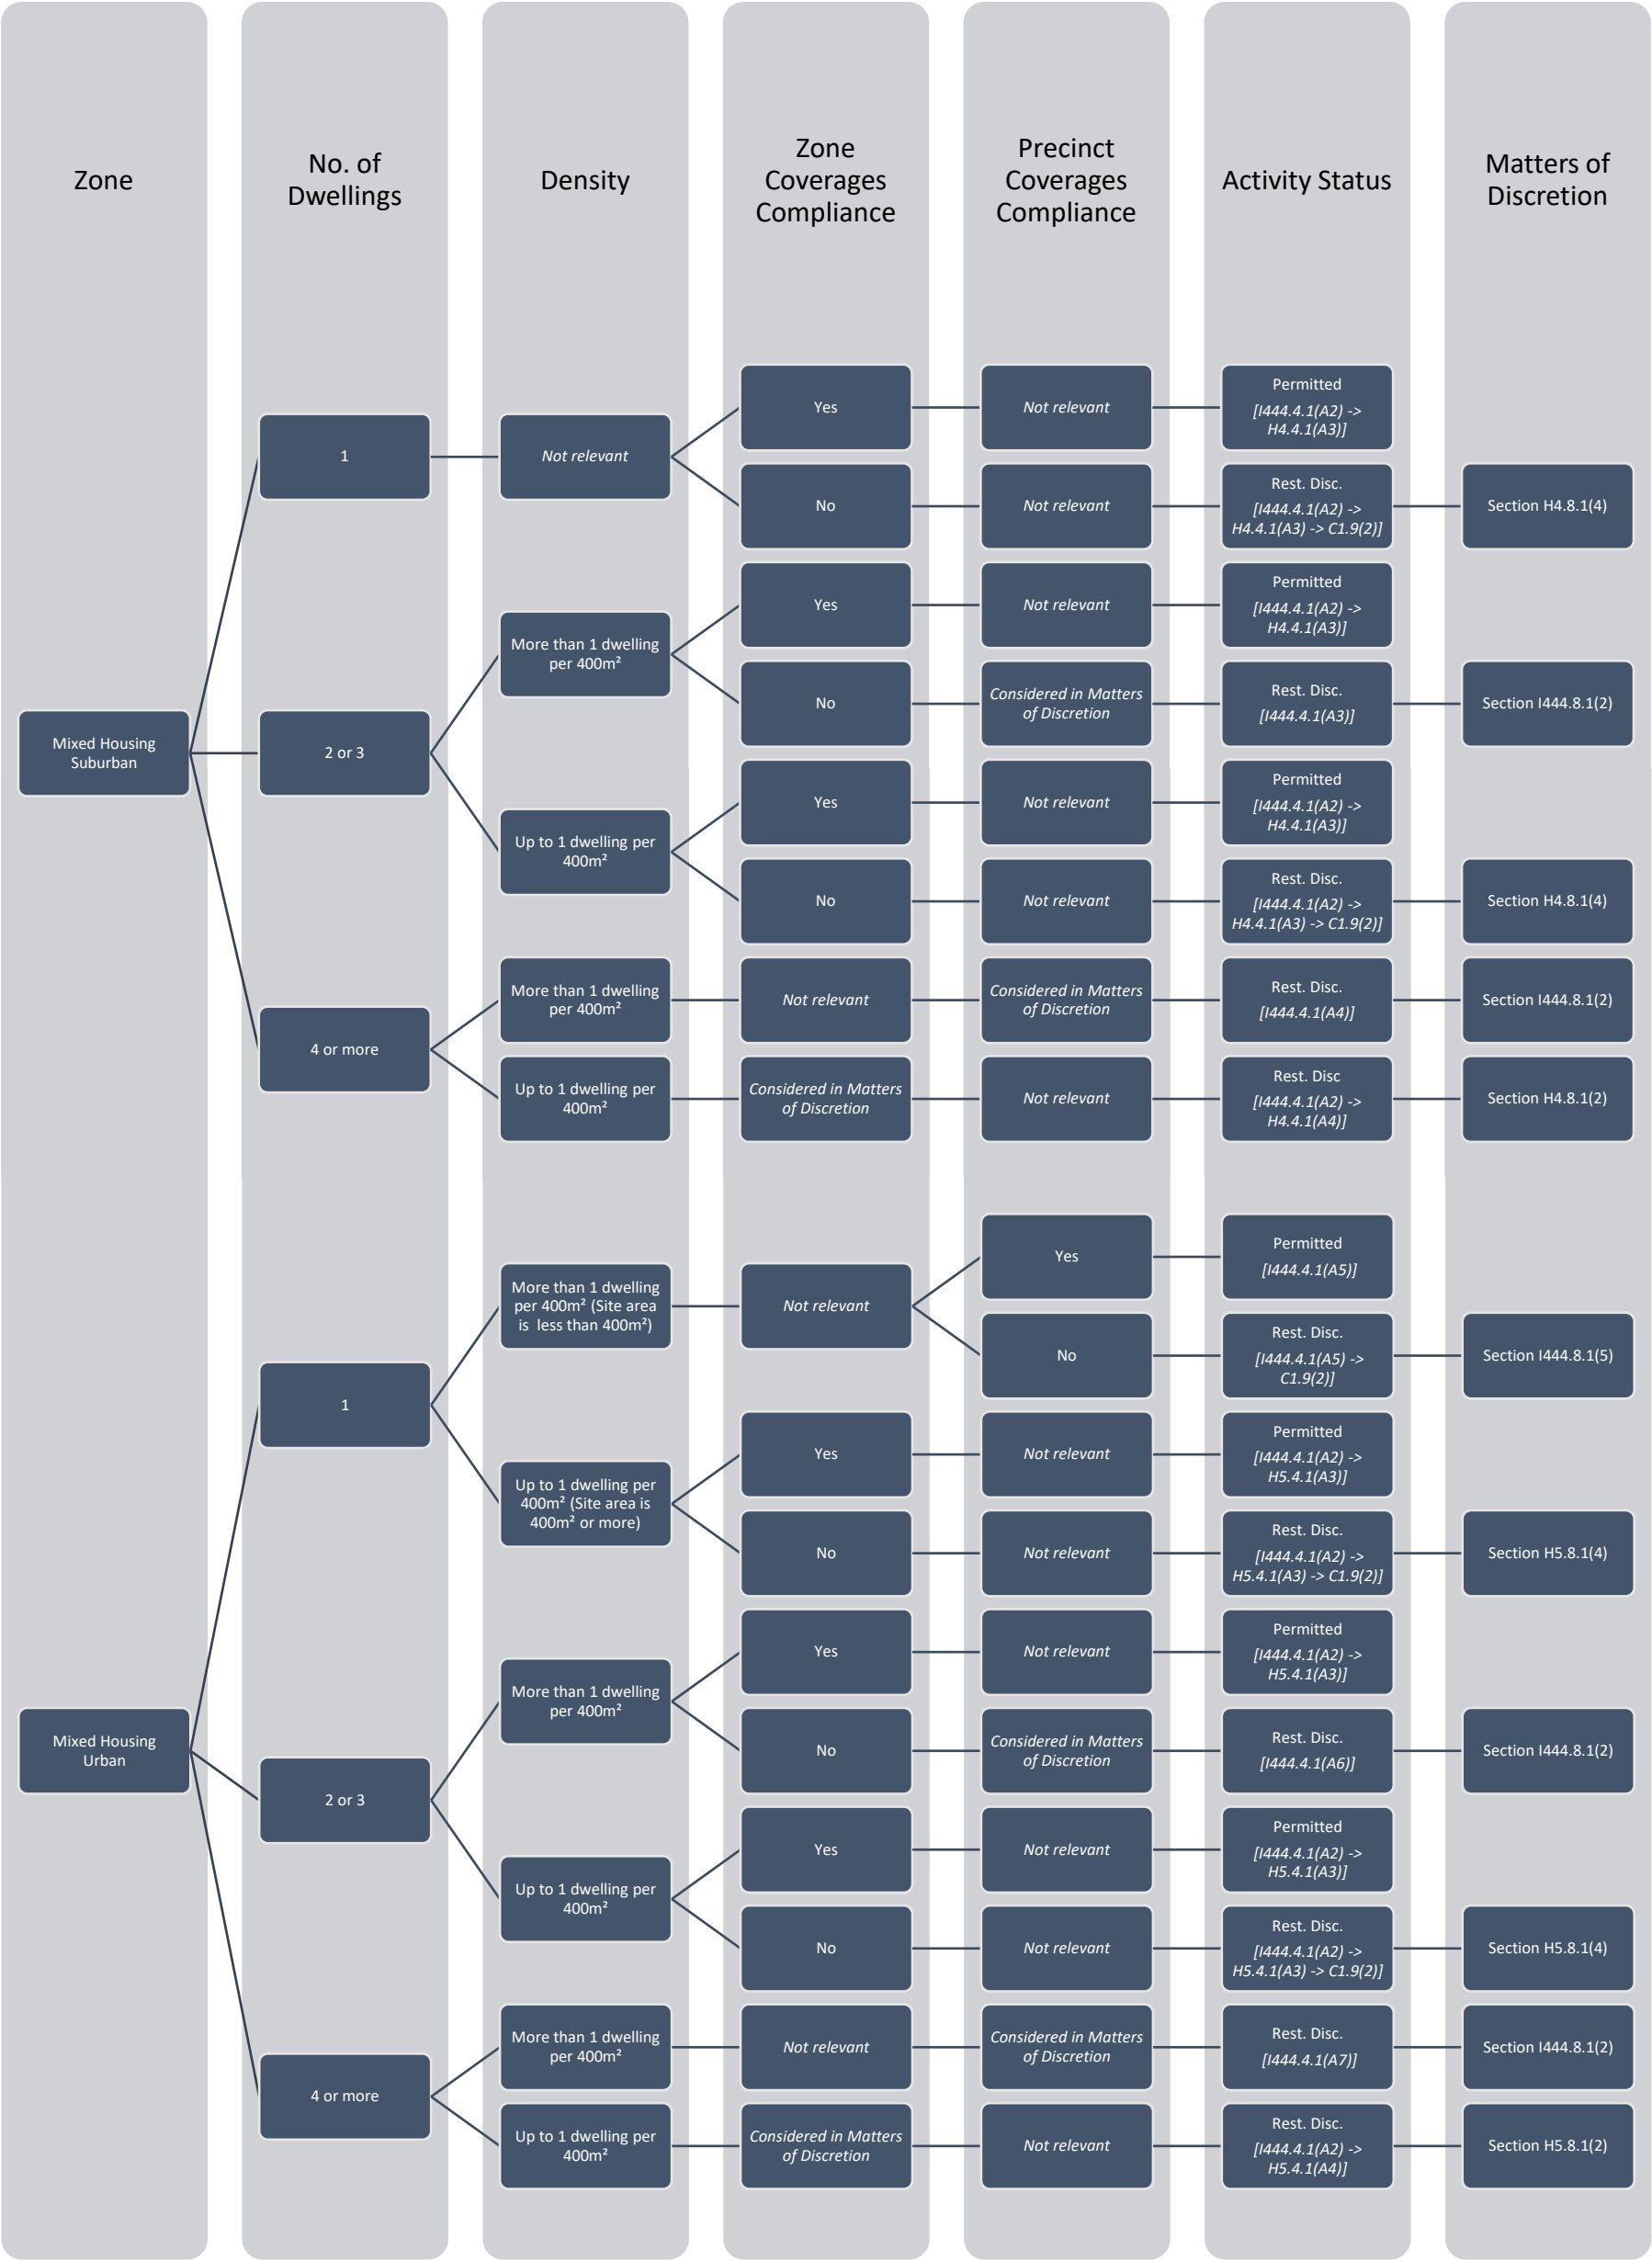 Zone
No. of
Dwellings
Density
Zone
Coverages
Compliance
Precinct
Coverages
Compliance
Activity Status
Matters of
Discretion
Mixed Housing
Suburban
1
Not relevant
Yes
Not relevant
Permitted
[I444.4.1(A2) ->
H4.4.1(A3)]
No
Not relevant
Rest. Disc.
[I444.4.1(A2) ->
H4.4.1(A3) -> C1.9(2)]
Section H4.8.1(4)
2 or 3
More than 1 dwelling
per 400m²
Yes
Not relevant
Permitted
[I444.4.1(A2) ->
H4.4.1(A3)]
No
Considered in Matters
of Discretion
Rest. Disc.
[I444.4.1(A3)]
Section I444.8.1(2)
Up to 1 dwelling per
400m²
Yes
Not relevant
Permitted
[I444.4.1(A2) ->
H4.4.1(A3)]
No
Not relevant
Rest. Disc.
[I444.4.1(A2) ->
H4.4.1(A3) -> C1.9(2)]
Section H4.8.1(4)
4 or more
More than 1 dwelling
per 400m²
Not relevant
Considered in Matters
of Discretion
Rest. Disc.
[I444.4.1(A4)]
Section I444.8.1(2)
Up to 1 dwelling per
400m²
Considered in Matters
of Discretion
Not relevant
Rest. Disc
[I444.4.1(A2) ->
H4.4.1(A4)]
Section H4.8.1(2)
Mixed Housing
Urban
1
More than 1 dwelling
per 400m² (Site area
is less than 400m²)
Not relevant
Yes
Permitted
[I444.4.1(A5)]
No
Rest. Disc.
[I444.4.1(A5) ->
C1.9(2)]
Section I444.8.1(5)
Up to 1 dwelling per
400m² (Site area is
400m² or more)
Yes
Not relevant
Permitted
[I444.4.1(A2) ->
H5.4.1(A3)]
No
Not relevant
Rest. Disc.
[I444.4.1(A2) ->
H5.4.1(A3) -> C1.9(2)]
Section H5.8.1(4)
2 or 3
More than 1 dwelling
per 400m²
Yes
Not relevant
Permitted
[I444.4.1(A2) ->
H5.4.1(A3)]
No
Considered in Matters
of Discretion
Rest. Disc.
[I444.4.1(A6)]
Section I444.8.1(2)
Up to 1 dwelling per
400m²
Yes
Not relevant
Permitted
[I444.4.1(A2) ->
H5.4.1(A3)]
No
Not relevant
Rest. Disc.
[I444.4.1(A2) ->
H5.4.1(A3) -> C1.9(2)]
Section H5.8.1(4)
4 or more
More than 1 dwelling
per 400m²
Not relevant
Considered in Matters
of Discretion
Rest. Disc.
[I444.4.1(A7)]
Section I444.8.1(2)
Up to 1 dwelling per
400m²
Considered in Matters
of Discretion
Not relevant
Rest. Disc.
[I444.4.1(A2) ->
H5.4.1(A4)]
Section H5.8.1(2)